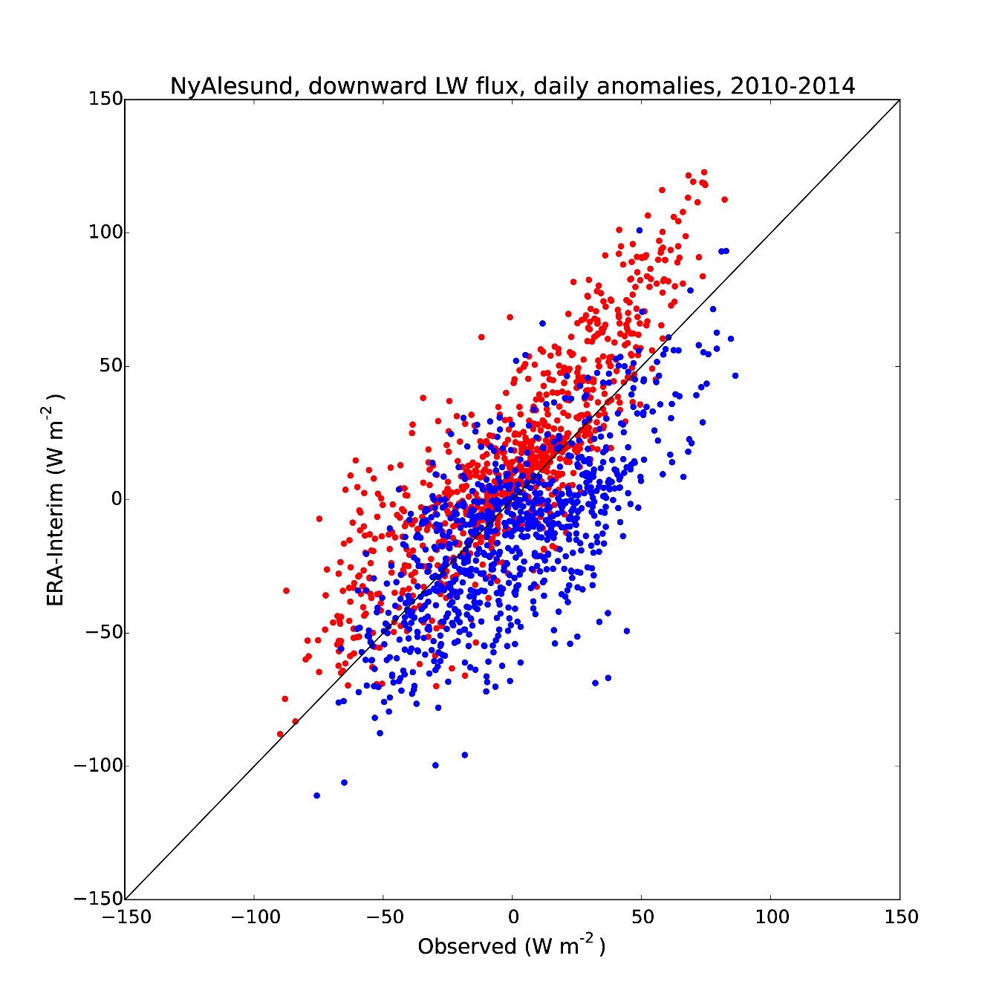 NyAlesund, downward LW flux, daily anomalies, 2010-2014
150
100
50
0
−50
−100
−150
ERA-Interim (W m-2 )
−150 −100 −50 0 50 100 150
Observed (W m-2 )